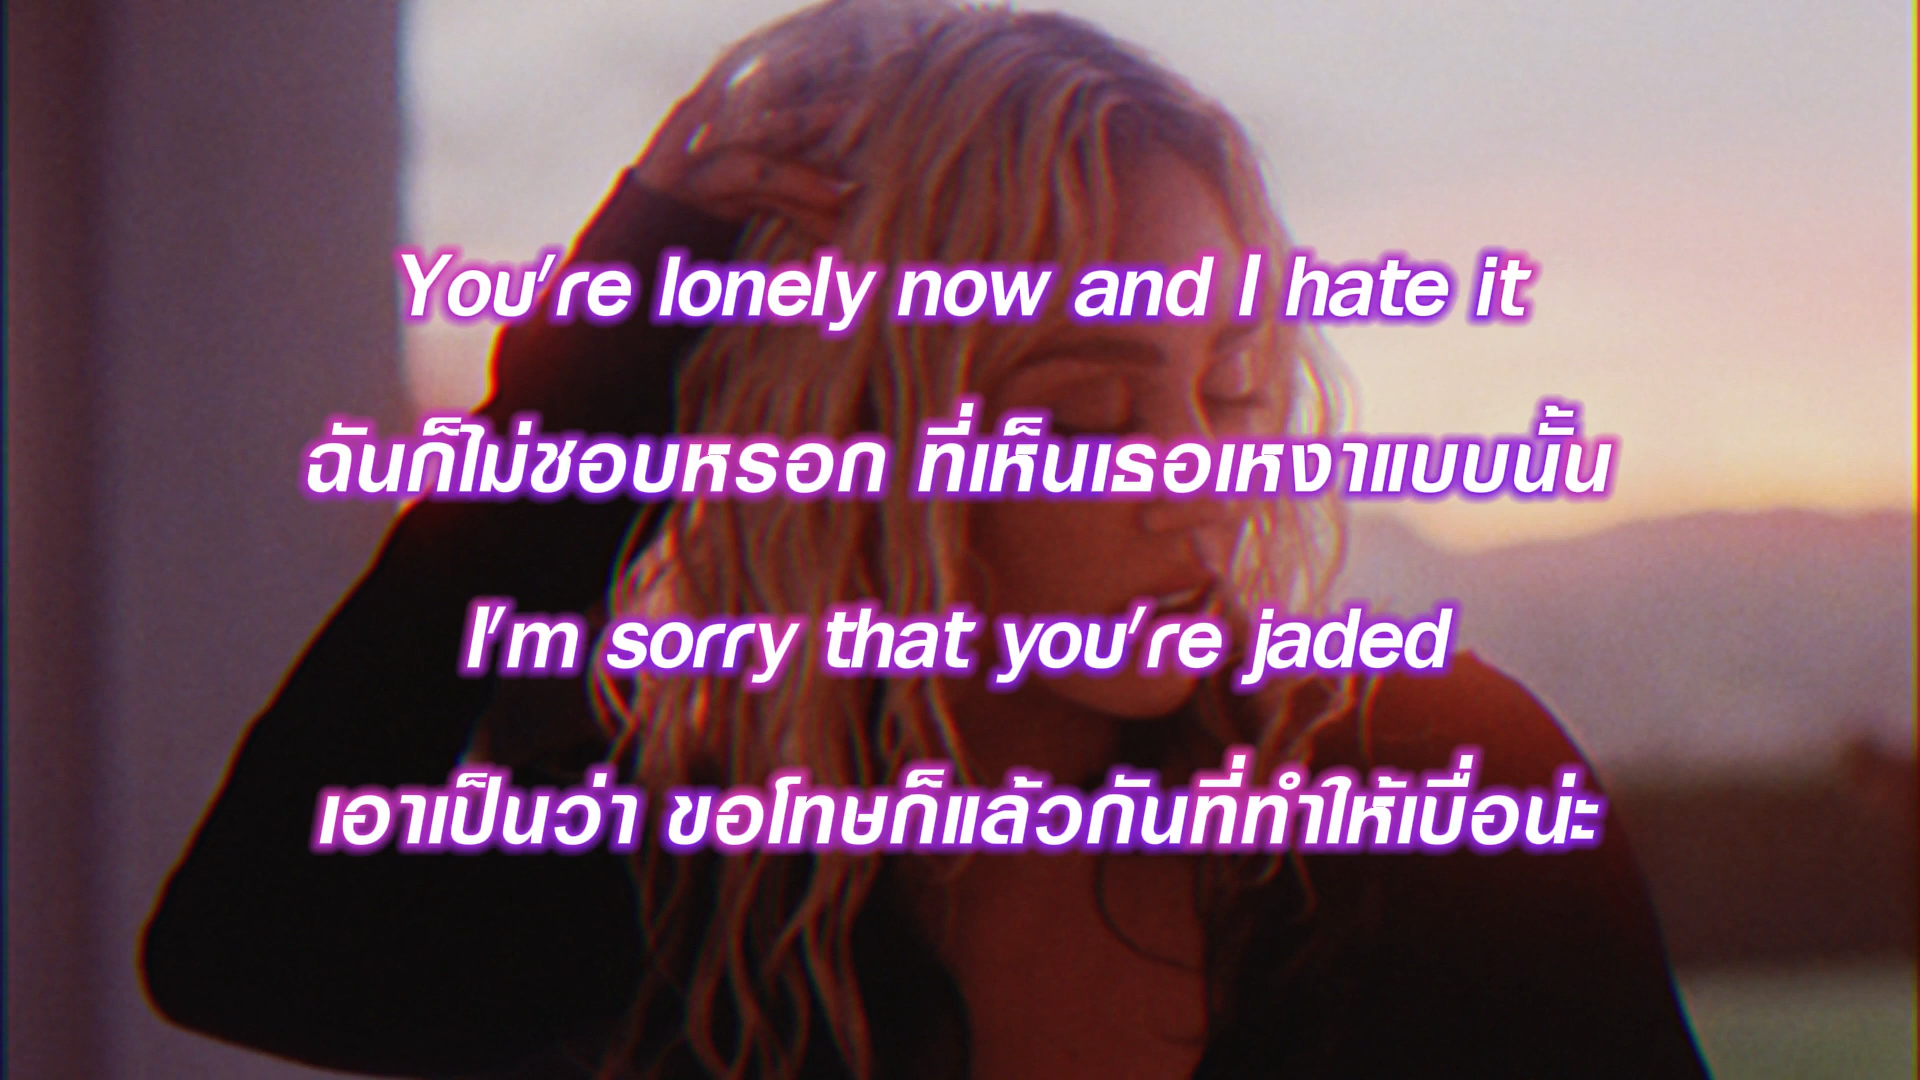 You're lonely now and I hate it
ฉันก็ไม่ชอบหรอก ที่เห็นเธอเหงาแบบนั้น
I'm sorry that you're jaded
เอาเป็นว่า ขอโทษก็แล้วกันที่ทำให้เบื่อน่ะ